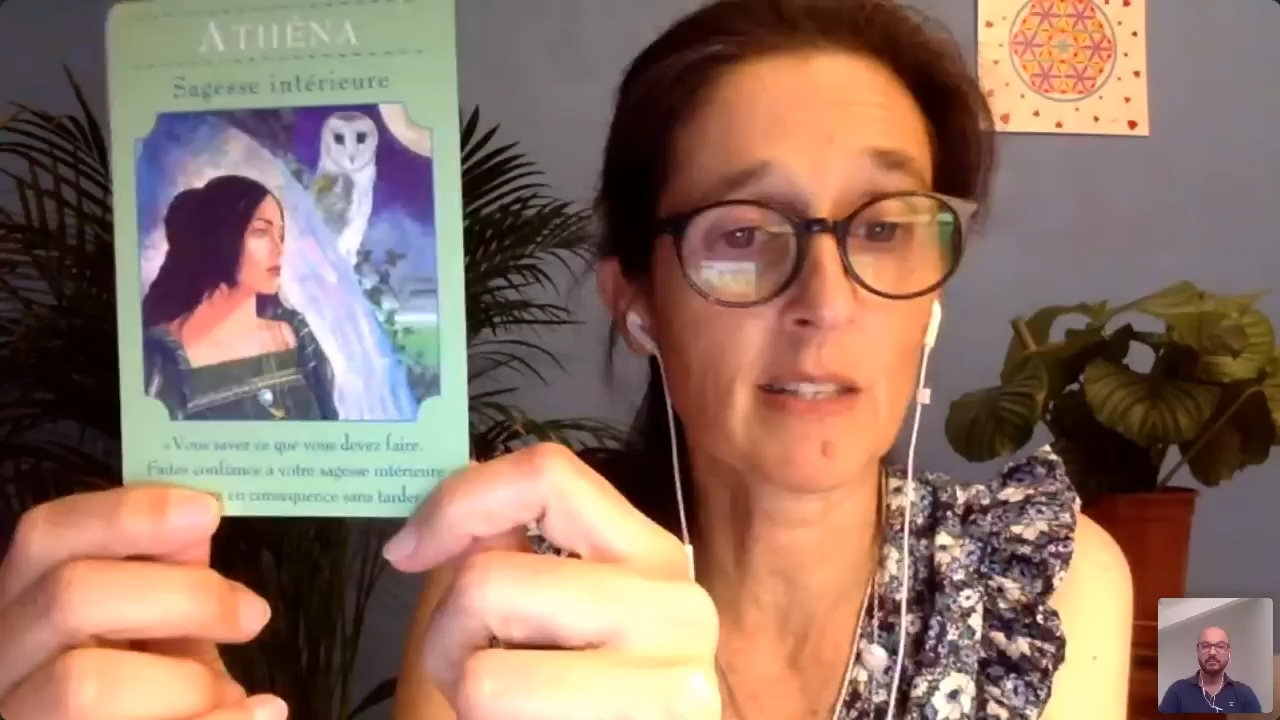 ATHÉNA
Sagesse intérieure
«Vous savez ce que vous devez faire.
Faites confiance à votre sagesse intérieure
en conséquence sans tarder